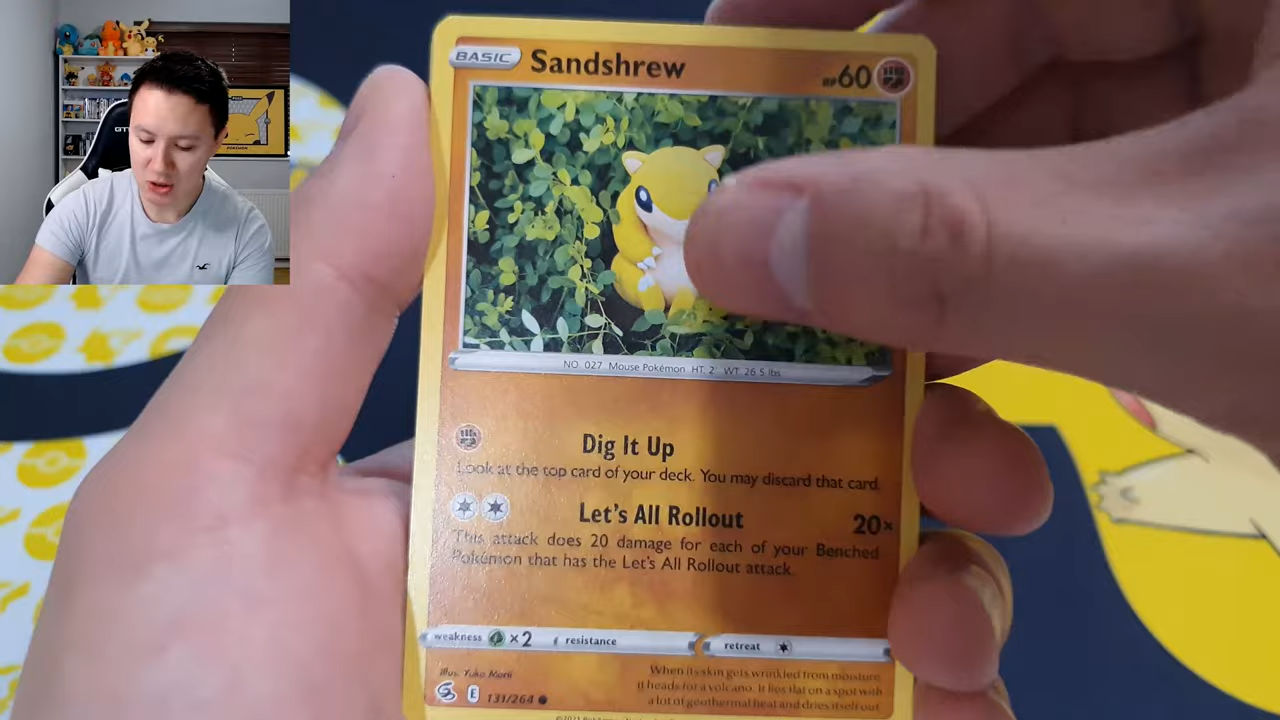 BASIC Sandshrew HP60
GT
POKÉMON
NO. 027 Mouse Pokémon HT. 2' WT. 26.5 lbs
Dig It Up
Look at the top card of your deck. You may discard that card.
Let's All Rollout 20×
This attack does 20 damage for each of your Benched
Pokémon that has the Let's All Rollout attack.
weakness ×2 resistance retreat
Illus. Yuka Morii
E 131/264
When its skin gets wrinkled from moisture,
it heads for a volcano. It lies flat on a spot with
a lot of geothermal heat and dries itself out.
©2021 Pokémon